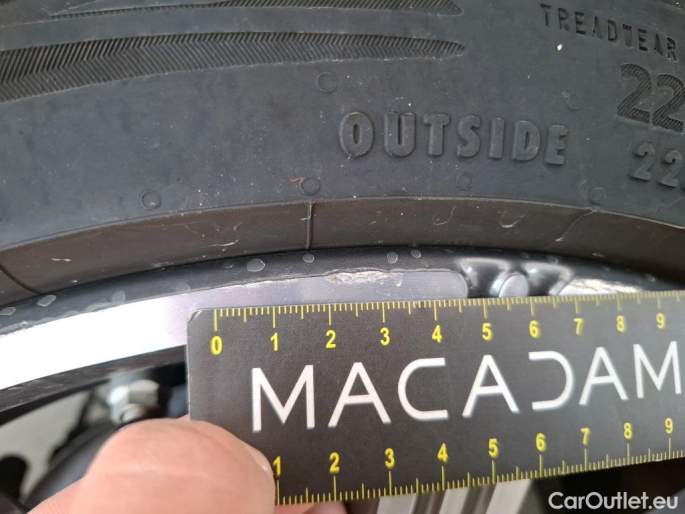 TREADWEAR
OUTSIDE
0 1 2 3 4 5 6 7 8 9
MACADAM
1 2 3 4 5 6 7 8 9
CarOutlet.eu